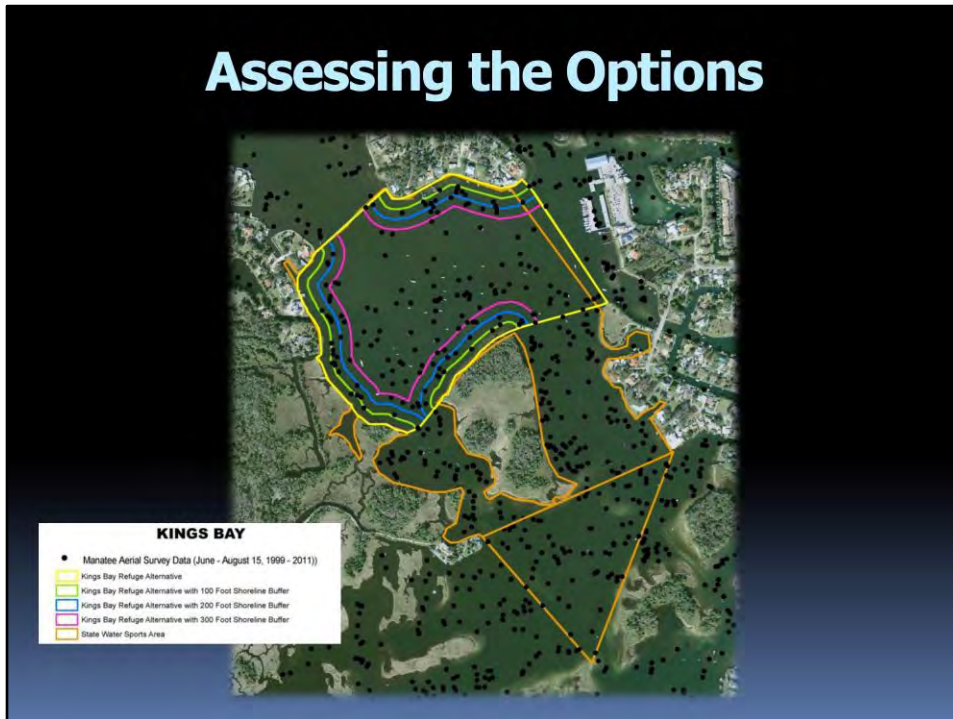 Assessing the Options
KINGS BAY
Manatee Aerial Survey Data (June - August 15, 1999 - 2011))
Kings Bay Refuge Alternative
Kings Bay Refuge Alternative with 100 Foot Shoreline Buffer
Kings Bay Refuge Alternative with 200 Foot Shoreline Buffer
Kings Bay Refuge Alternative with 300 Foot Shoreline Buffer
State Water Sports Area